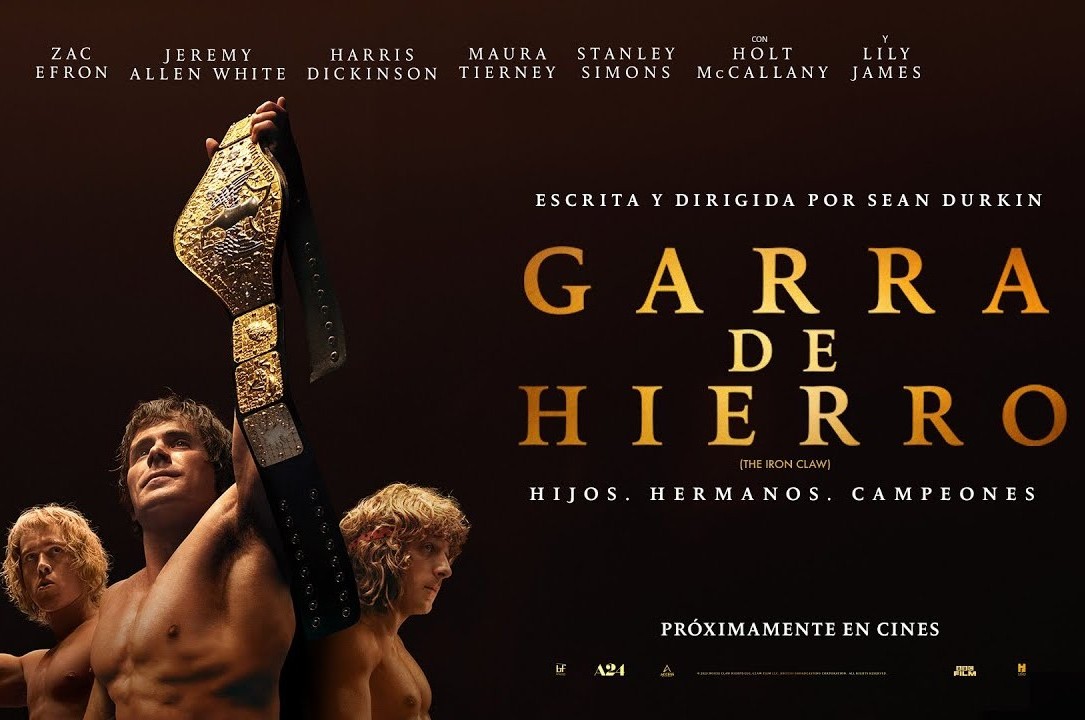 ZAC EFRON
JEREMY ALLEN WHITE
HARRIS DICKINSON
MAURA TIERNEY
STANLEY SIMONS
CON HOLT McCALLANY
Y LILY JAMES
ESCRITA Y DIRIGIDA POR SEAN DURKIN
GARRA
DE
HIERRO
(THE IRON CLAW)
HIJOS. HERMANOS. CAMPEONES
PRÓXIMAMENTE EN CINES
A24
BBC FILM